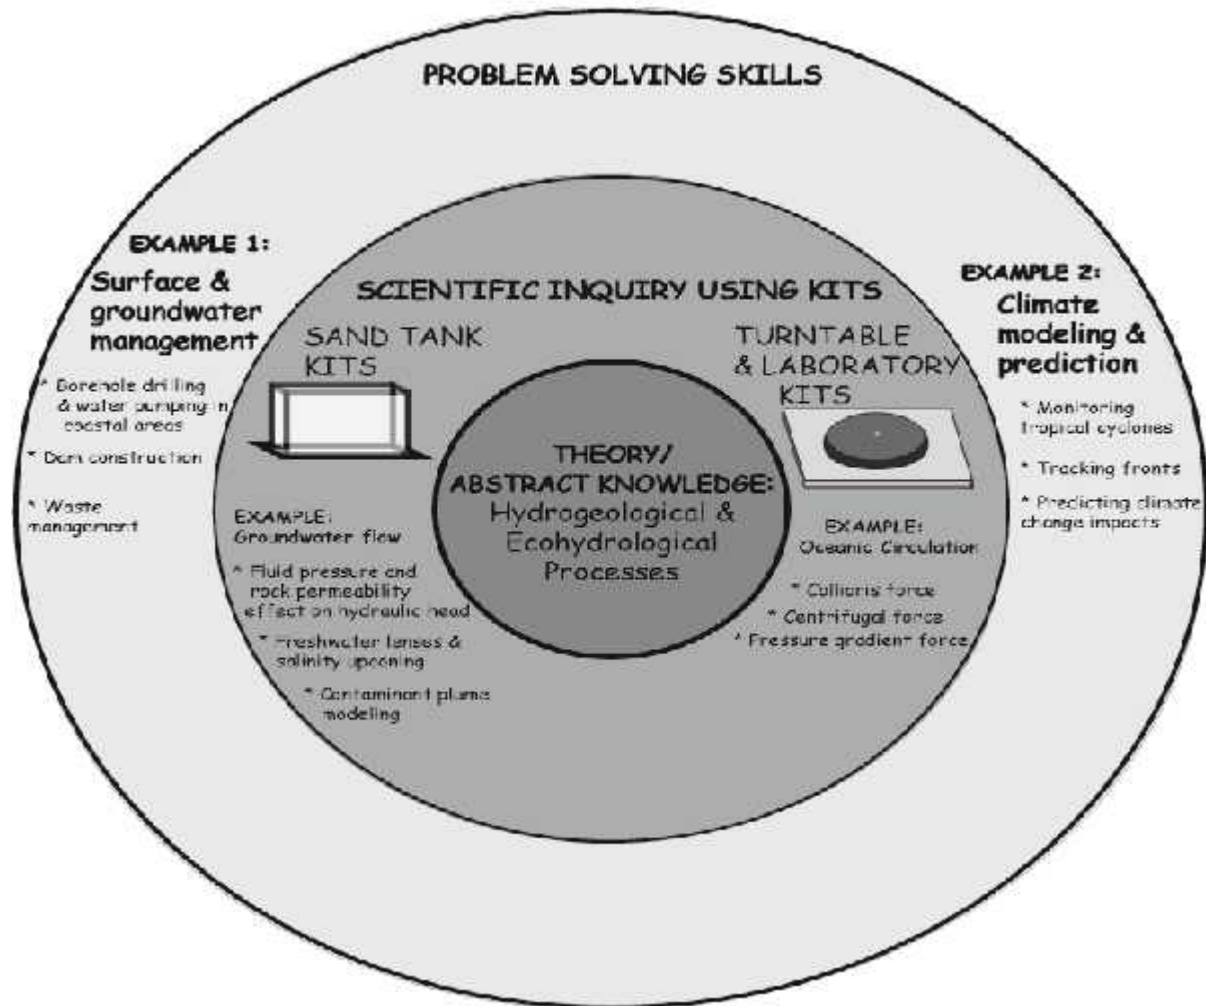 PROBLEM SOLVING SKILLS
EXAMPLE 1:
Surface &
groundwater
management
* Borehole drilling
& water pumping in
coastal areas
* Dam construction
* Waste
management
SCIENTIFIC INQUIRY USING KITS
SAND TANK
KITS
EXAMPLE:
Groundwater flow
* Fluid pressure and
rock permeability
effect on hydraulic head
* Freshwater lenses &
salinity upconing
* Contaminant plume
modeling
THEORY/
ABSTRACT KNOWLEDGE:
Hydrogeological &
Ecohydrological
Processes
TURNTABLE
& LABORATORY
KITS
EXAMPLE:
Oceanic Circulation
* Colliaris force
* Centrifugal force
* Pressure gradient force
EXAMPLE 2:
Climate
modeling &
prediction
* Monitoring
tropical cyclones
* Tracking fronts
* Predicting climate
change impacts